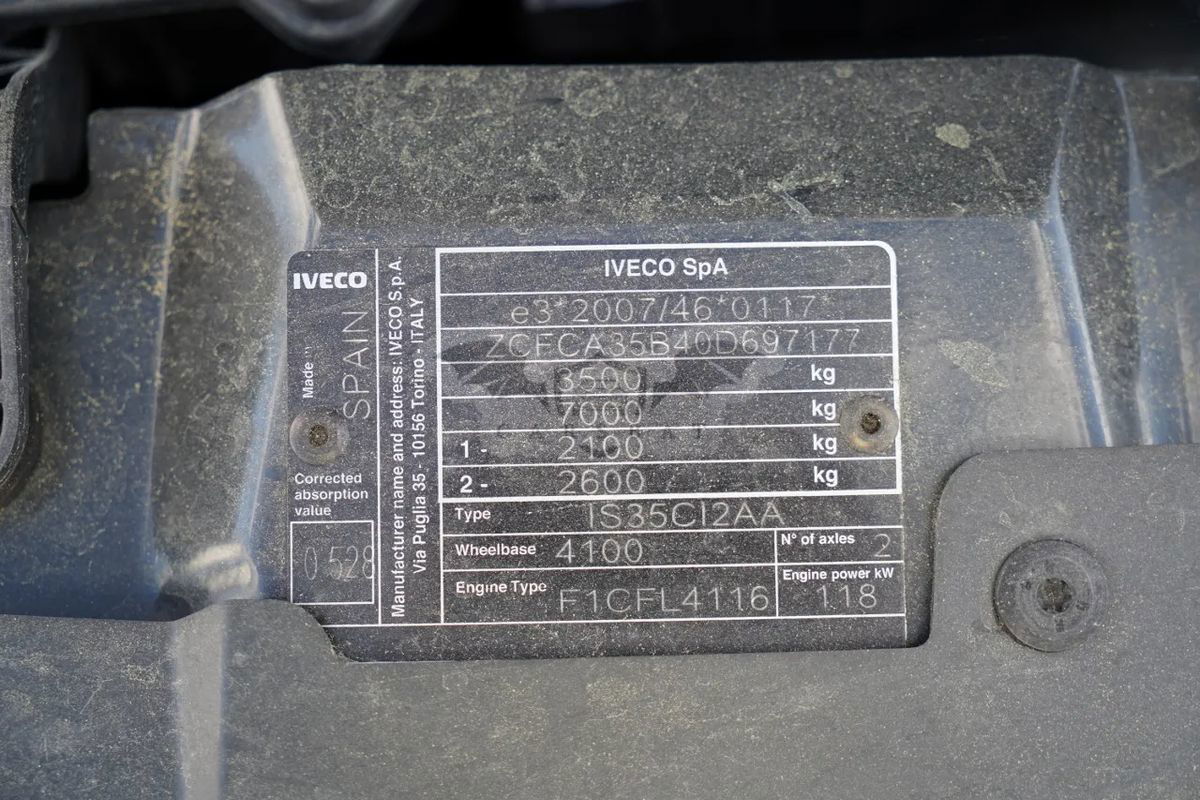 IVECO
Made in
SPAIN
Corrected
absorption
value
0.528
Manufacturer name and address: IVECO S.p.A.
Via Puglia 35 - 10156 Torino - ITALY
IVECO SpA
e3*2007/46*0117*
ZCFCA35B40D697177
3500 kg
7000 kg
1 - 2100 kg
2 - 2600 kg
Type IS35CI2AA
Wheelbase 4100
N° of axles 2
Engine Type F1CFL4116
Engine power kW 118